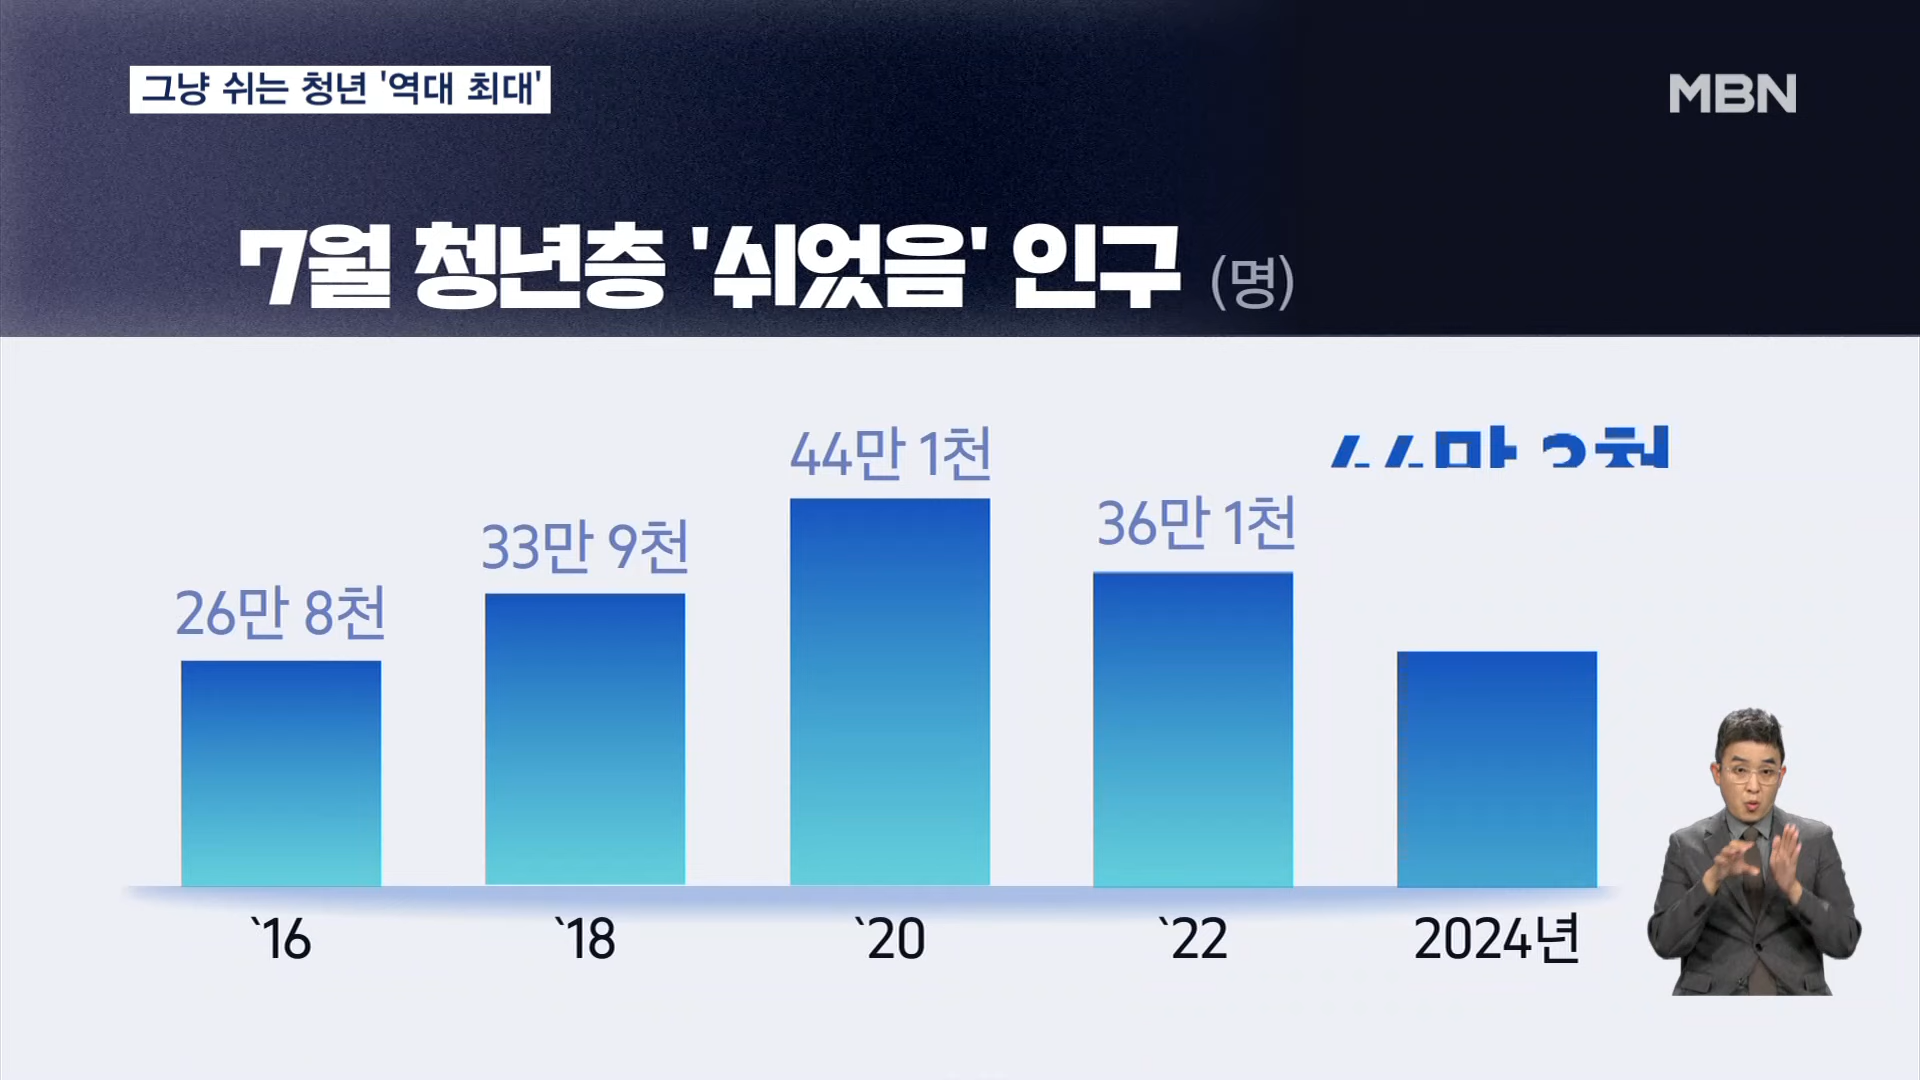 그냥 쉬는 청년 '역대 최대'
MBN
7월 청년층 '쉬었음' 인구 (명)
26만 8천
33만 9천
44만 1천
36만 1천
`16
`18
`20
`22
2024년